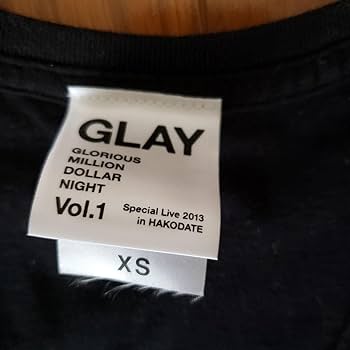 GLAY
GLORIOUS
MILLION
DOLLAR
NIGHT
Vol.1 Special Live 2013
in HAKODATE
XS